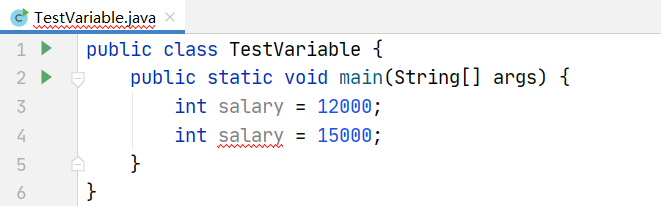 TestVariable.java
1 public class TestVariable {
2 public static void main(String[] args) {
3 int salary = 12000;
4 int salary = 15000;
5 }
6 }